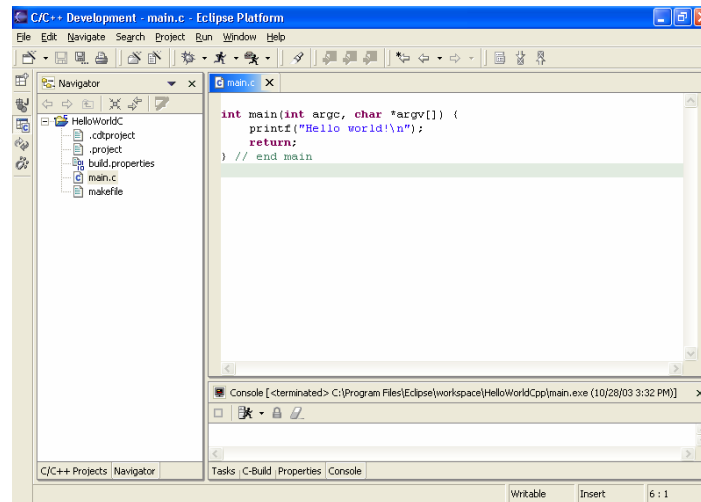 C/C++ Development - main.c - Eclipse Platform
File Edit Navigate Search Project Run Window Help
Navigator
HelloWorldC
.cdtproject
.project
build.properties
main.c
makefile
C/C++ Projects Navigator
main.c
int main(int argc, char *argv[]) {
printf("Hello world!\n");
return;
} // end main
Console [<terminated> C:\Program Files\Eclipse\workspace\HelloWorldCpp\main.exe (10/28/03 3:32 PM)]
Tasks C-Build Properties Console
Writable Insert 6 : 1